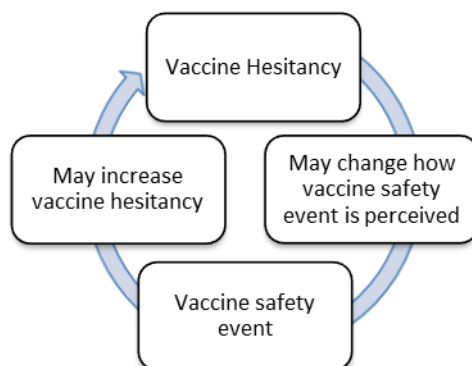 Vaccine Hesitancy
May change how
vaccine safety
event is perceived
Vaccine safety
event
May increase
vaccine hesitancy